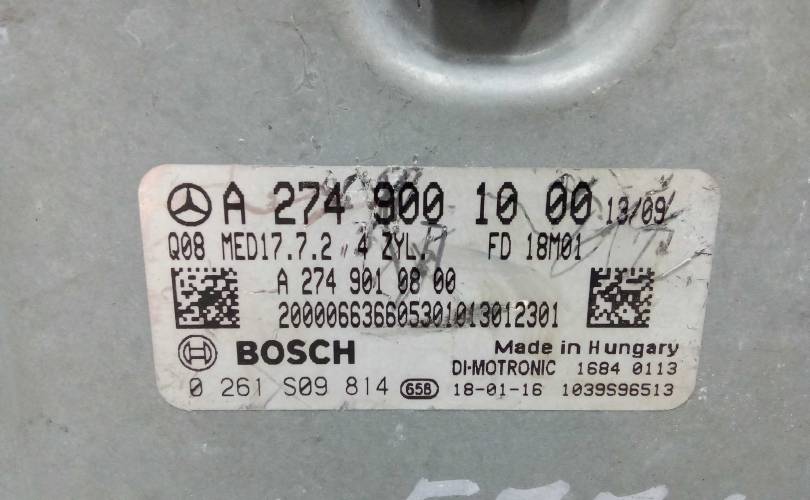 A 274 900 10 00 13/09
Q08 MED17.7.2 4 ZYL. FD 18M01
A 274 901 08 00
200006636605301013012301
BOSCH Made in Hungary
DI-MOTRONIC 1684 0113
0 261 S09 814 658 18-01-16 1039S96513